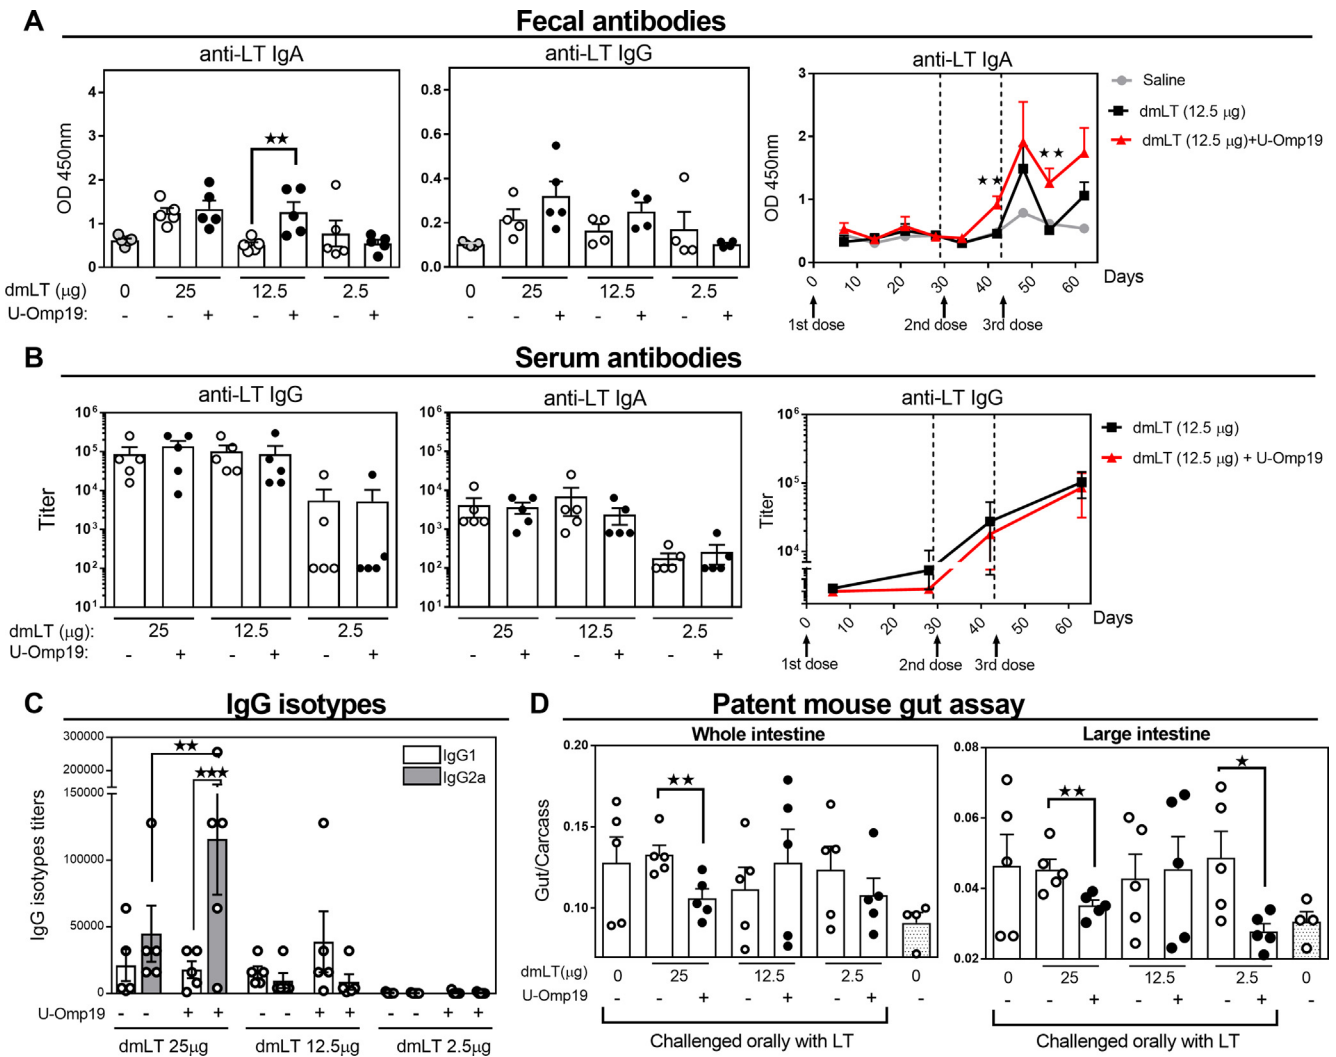 A Fecal antibodies
anti-LT IgA
anti-LT IgG
anti-LT IgA
OD 450nm
4
3
2
1
0
★★
0.8
0.6
0.4
0.2
0.0
OD 450nm
3
2
1
0
★★
★★
Saline
dmLT (12.5 μg)
dmLT (12.5 μg)+U-Omp19
dmLT (μg) 0 25 12.5 2.5
U-Omp19: - - + - + - +
0 25 12.5 2.5
- - + - + - +
0 10 20 30 40 50 60 Days
1st dose 2nd dose 3rd dose
B Serum antibodies
anti-LT IgG
anti-LT IgA
anti-LT IgG
Titer
10⁶
10⁵
10⁴
10³
10²
10¹
10⁶
10⁵
10⁴
10³
10²
10¹
Titer
10⁶
10⁵
10⁴
dmLT (12.5 μg)
dmLT (12.5 μg) + U-Omp19
dmLT (μg): 25 12.5 2.5
U-Omp19: - + - + - +
25 12.5 2.5
- + - + - +
0 10 20 30 40 50 60 Days
1st dose 2nd dose 3rd dose
C IgG isotypes
IgG isotypes titers
300000
200000
150000
100000
50000
0
★★
★★★
IgG1
IgG2a
U-Omp19 - - + + - - + + - - + +
dmLT 25μg dmLT 12.5μg dmLT 2.5μg
D Patent mouse gut assay
Whole intestine
Large intestine
Gut/Carcass
0.20
0.15
0.10
★★
0.08
0.06
0.04
0.02
★★
★
dmLT(μg) 0 25 12.5 2.5 0
U-Omp19 - - + - + - + -
Challenged orally with LT
0 25 12.5 2.5 0
- - + - + - + -
Challenged orally with LT